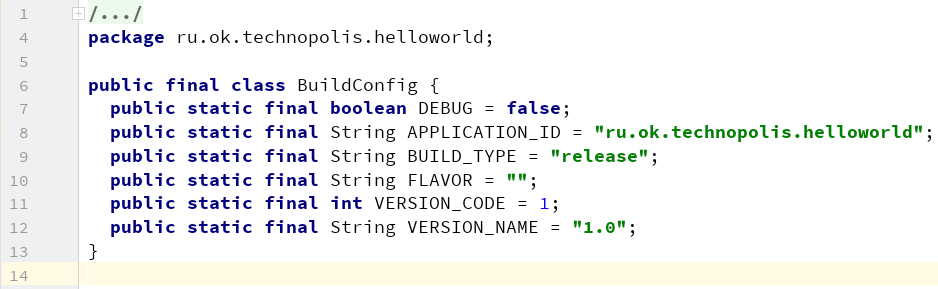 1 /.../
4 package ru.ok.technopolis.helloworld;
5
6 public final class BuildConfig {
7 public static final boolean DEBUG = false;
8 public static final String APPLICATION_ID = "ru.ok.technopolis.helloworld";
9 public static final String BUILD_TYPE = "release";
10 public static final String FLAVOR = "";
11 public static final int VERSION_CODE = 1;
12 public static final String VERSION_NAME = "1.0";
13 }
14